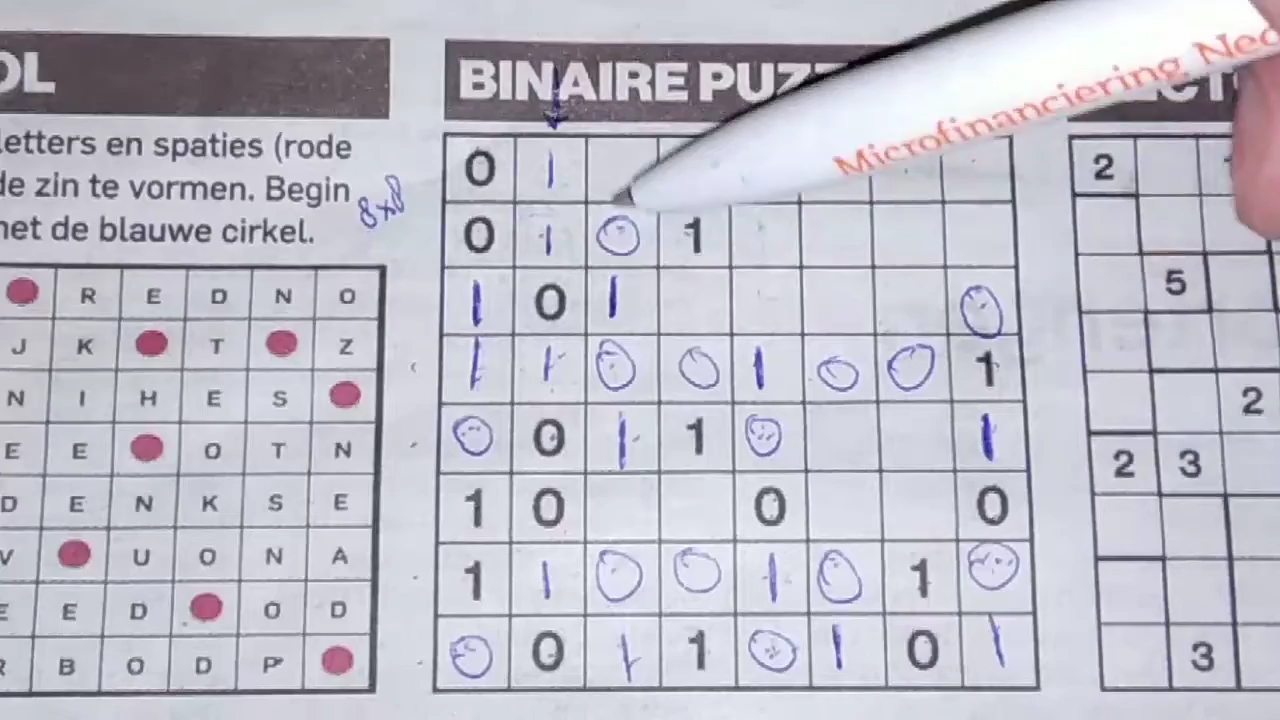 OL
letters en spaties (rode
de zin te vormen. Begin
met de blauwe cirkel.
R E D N O
J K T Z
N I H E S
E E O T N
D E N K S E
V U O N A
E E D O D
R B O D P
8x8
BINAIRE PUZZ
Microfinanciering Ned
ECT
0 1
0 1 0 1
1 0 1 0
1 1 0 0 1 0 0 1
0 0 1 1 0 1
1 0 0 0
1 1 0 0 1 0 1 0
0 0 1 1 0 1 0 1
2
5
2
2 3
3